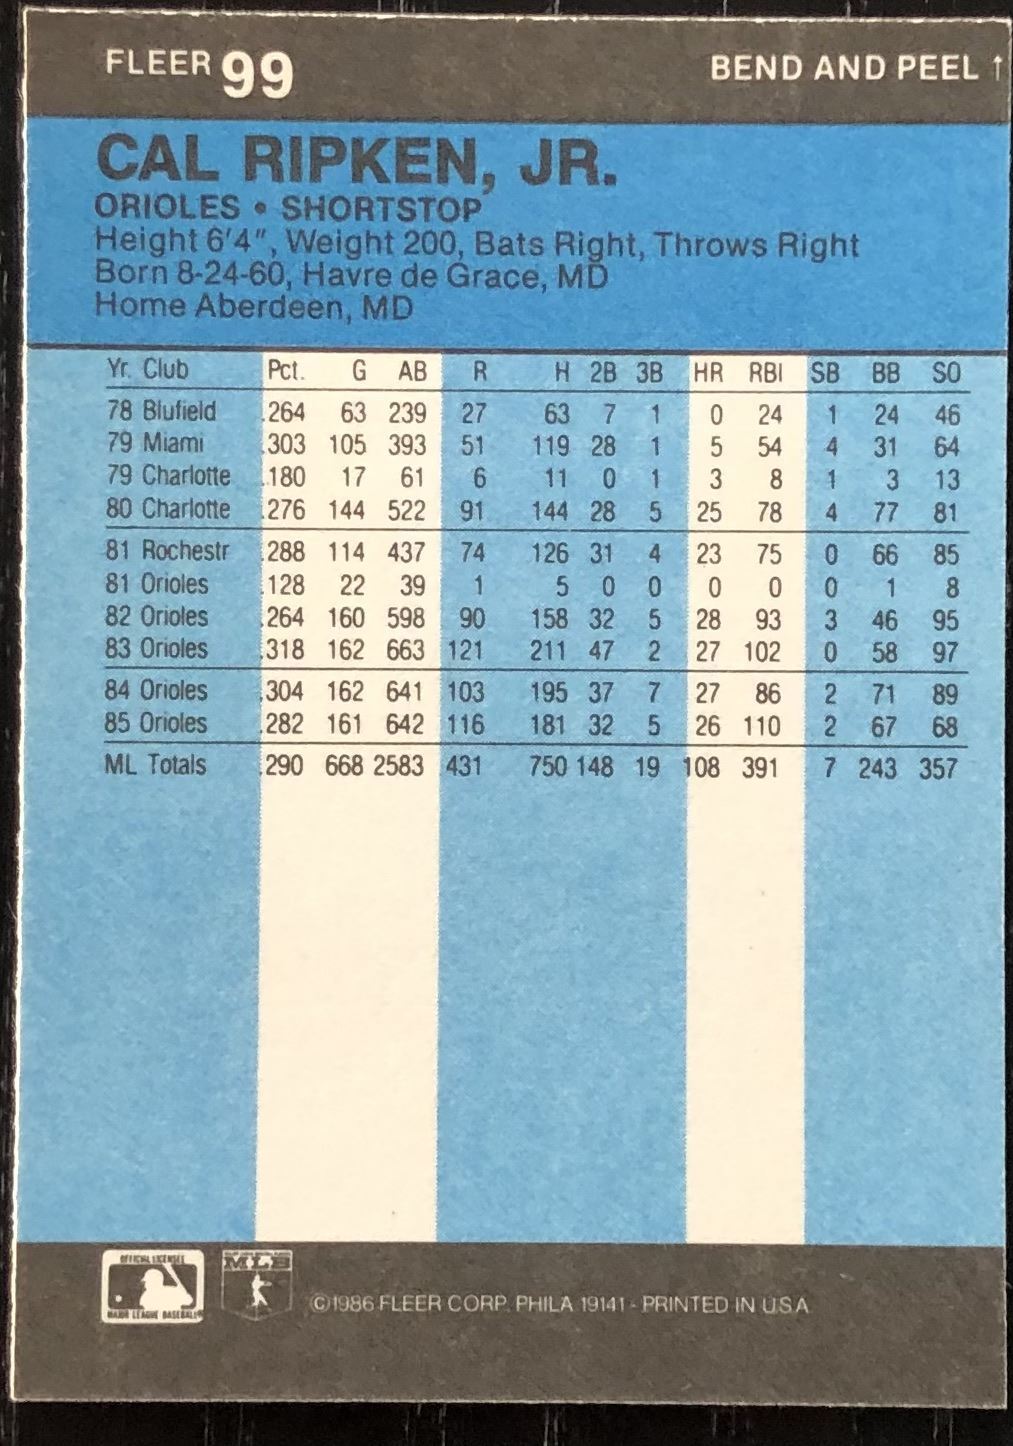 FLEER 99 BEND AND PEEL ↑
CAL RIPKEN, JR.
ORIOLES • SHORTSTOP
Height 6'4", Weight 200, Bats Right, Throws Right
Born 8-24-60, Havre de Grace, MD
Home Aberdeen, MD
Yr. Club Pct. G AB R H 2B 3B HR RBI SB BB SO
78 Blufield .264 63 239 27 63 7 1 0 24 1 24 46
79 Miami .303 105 393 51 119 28 1 5 54 4 31 64
79 Charlotte .180 17 61 6 11 0 1 3 8 1 3 13
80 Charlotte .276 144 522 91 144 28 5 25 78 4 77 81
81 Rochestr .288 114 437 74 126 31 4 23 75 0 66 85
81 Orioles .128 22 39 1 5 0 0 0 0 0 1 8
82 Orioles .264 160 598 90 158 32 5 28 93 3 46 95
83 Orioles .318 162 663 121 211 47 2 27 102 0 58 97
84 Orioles .304 162 641 103 195 37 7 27 86 2 71 89
85 Orioles .282 161 642 116 181 32 5 26 110 2 67 68
ML Totals .290 668 2583 431 750 148 19 108 391 7 243 357
OFFICIAL LICENSEE
MAJOR LEAGUE BASEBALL
MLB
©1986 FLEER CORP. PHILA 19141 - PRINTED IN U.S.A